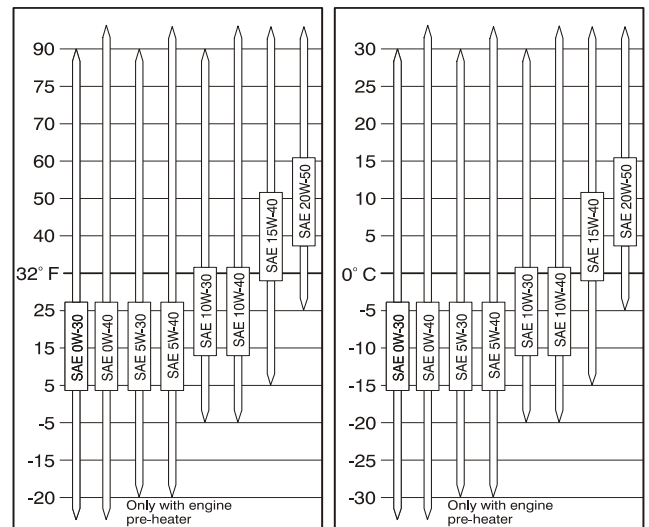 90
75
70
60
50
40
32° F
25
15
5
-5
-15
-20
SAE 0W-30
SAE 0W-40
SAE 5W-30
SAE 5W-40
SAE 10W-30
SAE 10W-40
SAE 15W-40
SAE 20W-50
Only with engine
pre-heater
30
25
20
15
10
5
0° C
-5
-10
-15
-20
-25
-30
SAE 0W-30
SAE 0W-40
SAE 5W-30
SAE 5W-40
SAE 10W-30
SAE 10W-40
SAE 15W-40
SAE 20W-50
Only with engine
pre-heater